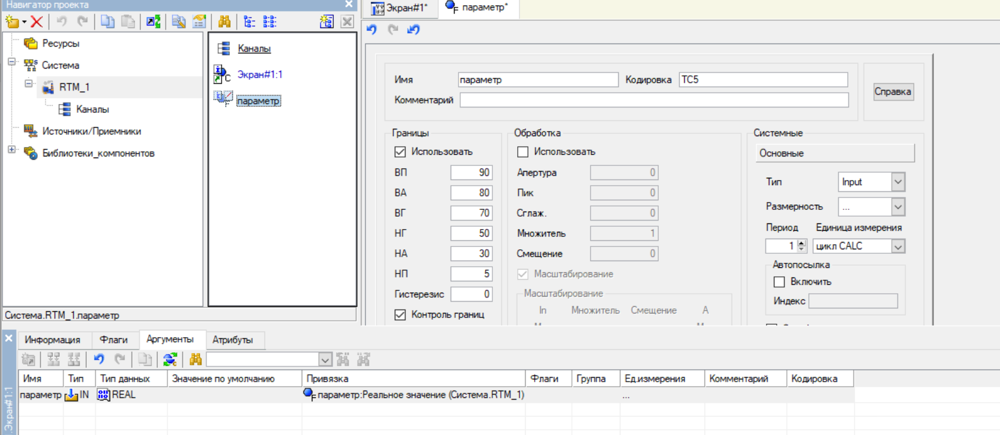 Навигатор проекта
Ресурсы
Система
RTM_1
Каналы
Источники/Приемники
Библиотеки_компонентов
Каналы
Экран#1:1
параметр
Система.RTM_1.параметр
Экран#1*
параметр*
Имя параметр Кодировка TC5
Комментарий
Справка
Границы
Использовать
ВП 90
ВА 80
ВГ 70
НГ 50
НА 30
НП 5
Гистерезис 0
Контроль границ
Обработка
Использовать
Апертура 0
Пик 0
Сглаж. 0
Множитель 1
Смещение 0
Масштабирование
Масштабирование
In Множитель Смещение A
Системные
Основные
Тип Input
Размерность ...
Период Единица измерения
1 цикл CALC
Автопосылка
Включить
Индекс
.Экран#1:1
Информация Флаги Аргументы Атрибуты
Имя Тип Тип данных Значение по умолчанию Привязка Флаги Группа Ед.измерения Комментарий Кодировка
параметр IN REAL параметр:Реальное значение (Система.RTM_1) ...